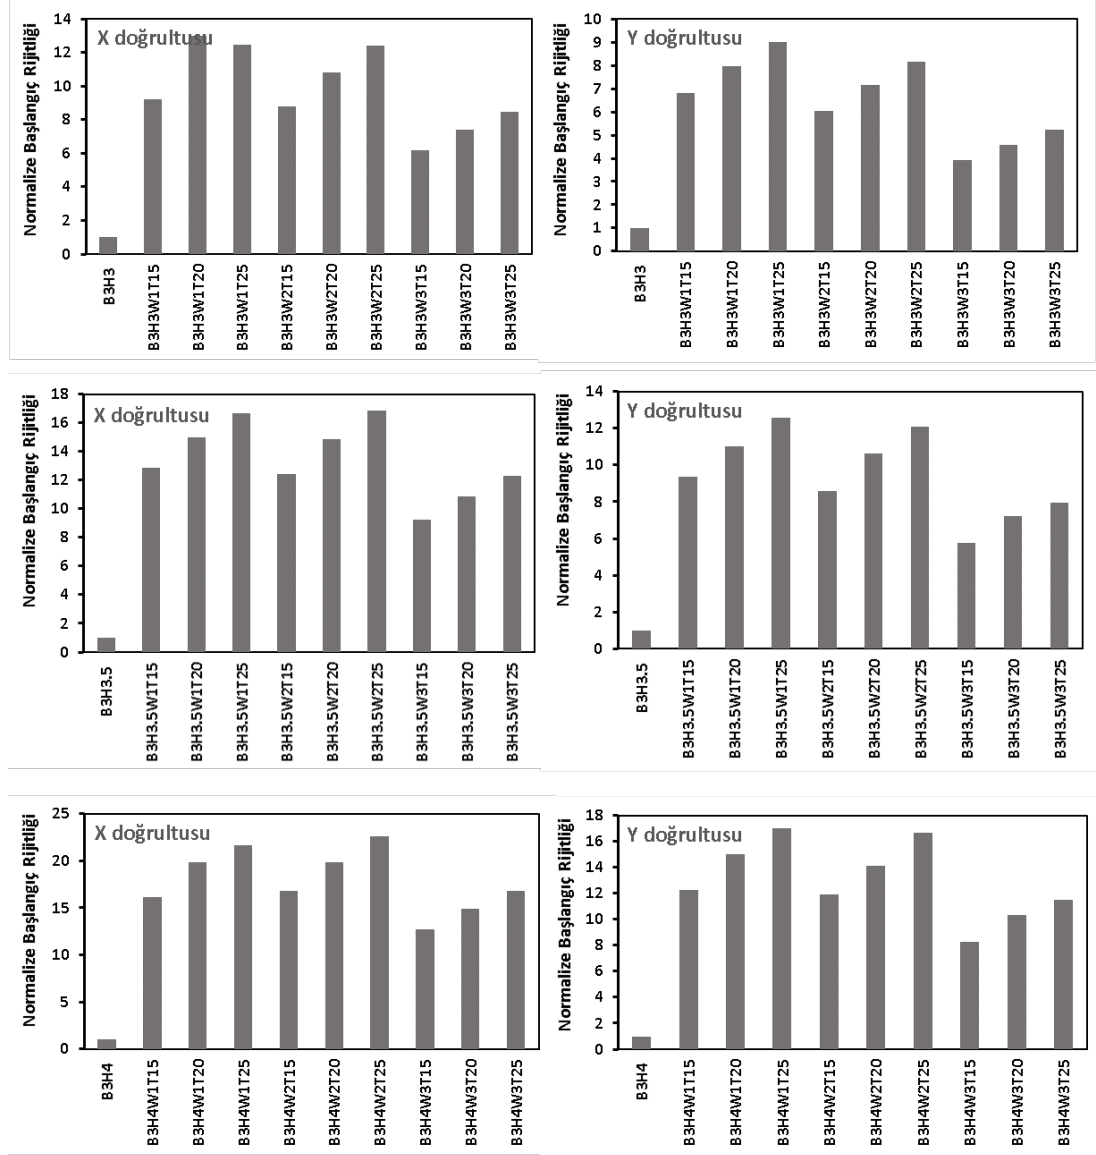 Normalize Başlangıç Rijitliği
X doğrultusu
14
12
10
8
6
4
2
0
B3H3
B3H3W1T15
B3H3W1T20
B3H3W1T25
B3H3W2T15
B3H3W2T20
B3H3W2T25
B3H3W3T15
B3H3W3T20
B3H3W3T25
Normalize Başlangıç Rijitliği
Y doğrultusu
10
9
8
7
6
5
4
3
2
1
0
B3H3
B3H3W1T15
B3H3W1T20
B3H3W1T25
B3H3W2T15
B3H3W2T20
B3H3W2T25
B3H3W3T15
B3H3W3T20
B3H3W3T25
Normalize Başlangıç Rijitliği
X doğrultusu
18
16
14
12
10
8
6
4
2
0
B3H3.5
B3H3.5W1T15
B3H3.5W1T20
B3H3.5W1T25
B3H3.5W2T15
B3H3.5W2T20
B3H3.5W2T25
B3H3.5W3T15
B3H3.5W3T20
B3H3.5W3T25
Normalize Başlangıç Rijitliği
Y doğrultusu
14
12
10
8
6
4
2
0
B3H3.5
B3H3.5W1T15
B3H3.5W1T20
B3H3.5W1T25
B3H3.5W2T15
B3H3.5W2T20
B3H3.5W2T25
B3H3.5W3T15
B3H3.5W3T20
B3H3.5W3T25
Normalize Başlangıç Rijitliği
X doğrultusu
25
20
15
10
5
0
B3H4
B3H4W1T15
B3H4W1T20
B3H4W1T25
B3H4W2T15
B3H4W2T20
B3H4W2T25
B3H4W3T15
B3H4W3T20
B3H4W3T25
Normalize Başlangıç Rijitliği
Y doğrultusu
18
16
14
12
10
8
6
4
2
0
B3H4
B3H4W1T15
B3H4W1T20
B3H4W1T25
B3H4W2T15
B3H4W2T20
B3H4W2T25
B3H4W3T15
B3H4W3T20
B3H4W3T25